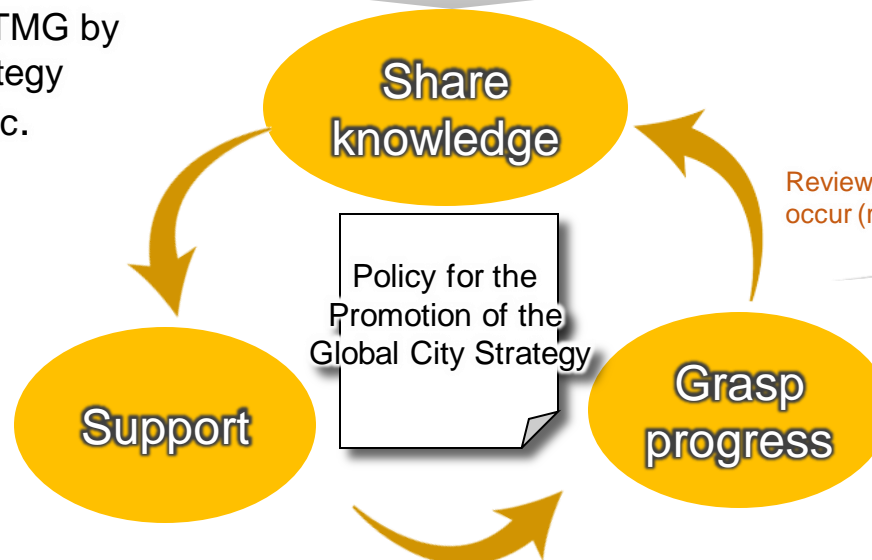 TMG by
tegy
c.
Share
knowledge
Review
occur (r
Policy for the
Promotion of the
Global City Strategy
Support
Grasp
progress